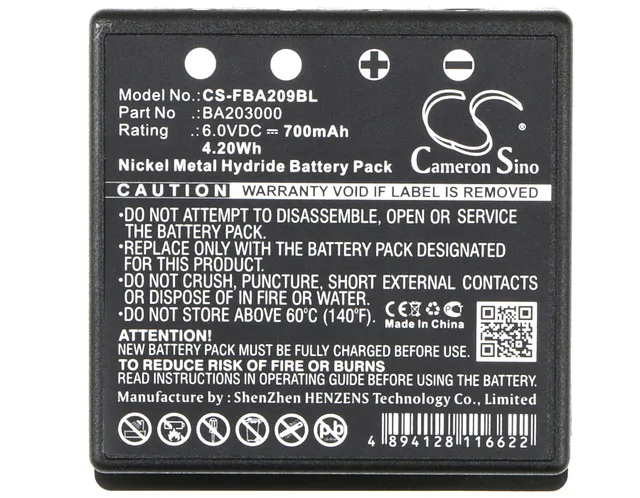 Model No.:CS-FBA209BL
Part No .:BA203000
Rating .:6.0VDC ⎓ 700mAh
4.20Wh
Nickel Metal Hydride Battery Pack
CS
®
Cameron Sino
CAUTION WARRANTY VOID IF LABEL IS REMOVED
•DO NOT ATTEMPT TO DISASSEMBLE, OPEN OR SERVICE
THE BATTERY PACK.
•REPLACE ONLY WITH THE BATTERY PACK DESIGNATED
FOR THIS PRODUCT.
•DO NOT CRUSH, PUNCTURE, SHORT EXTERNAL CONTACTS
OR DISPOSE OF IN FIRE OR WATER.
•DO NOT STORE ABOVE 60°C (140°F).
CE
Made in China
ATTENTION!
NEW BATTERY PACK MUST BE FULLY CHARGED BEFORE USE.
TO REDUCE RISK OF FIRE OR BURNS
READ INSTRUCTIONS IN OPERATING GUIDE BEFORE USING THE BATTERY.
Manufacture by : ShenZhen HENZENS Technology Co., Limited
Pb
4 894128 116622